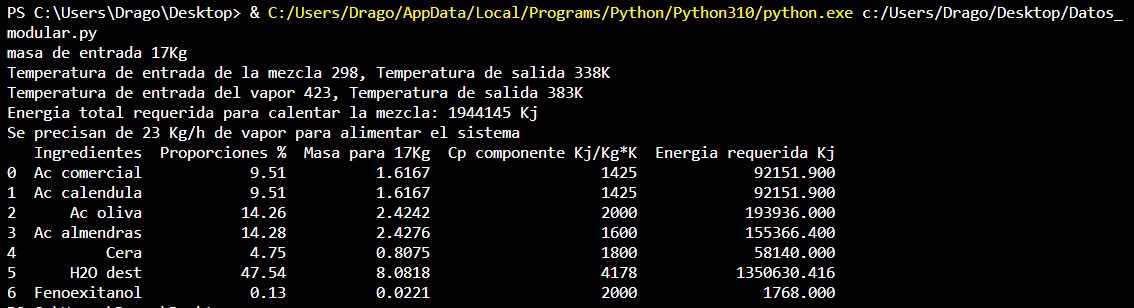 PS C:\Users\Drago\Desktop> & C:/Users/Drago/AppData/Local/Programs/Python/Python310/python.exe c:/Users/Drago/Desktop/Datos_
modular.py
masa de entrada 17Kg
Temperatura de entrada de la mezcla 298, Temperatura de salida 338K
Temperatura de entrada del vapor 423, Temperatura de salida 383K
Energia total requerida para calentar la mezcla: 1944145 Kj
Se precisan de 23 Kg/h de vapor para alimentar el sistema
Ingredientes Proporciones % Masa para 17Kg Cp componente Kj/Kg*K Energia requerida Kj
0 Ac comercial 9.51 1.6167 1425 92151.900
1 Ac calendula 9.51 1.6167 1425 92151.900
2 Ac oliva 14.26 2.4242 2000 193936.000
3 Ac almendras 14.28 2.4276 1600 155366.400
4 Cera 4.75 0.8075 1800 58140.000
5 H2O dest 47.54 8.0818 4178 1350630.416
6 Fenoexitanol 0.13 0.0221 2000 1768.000